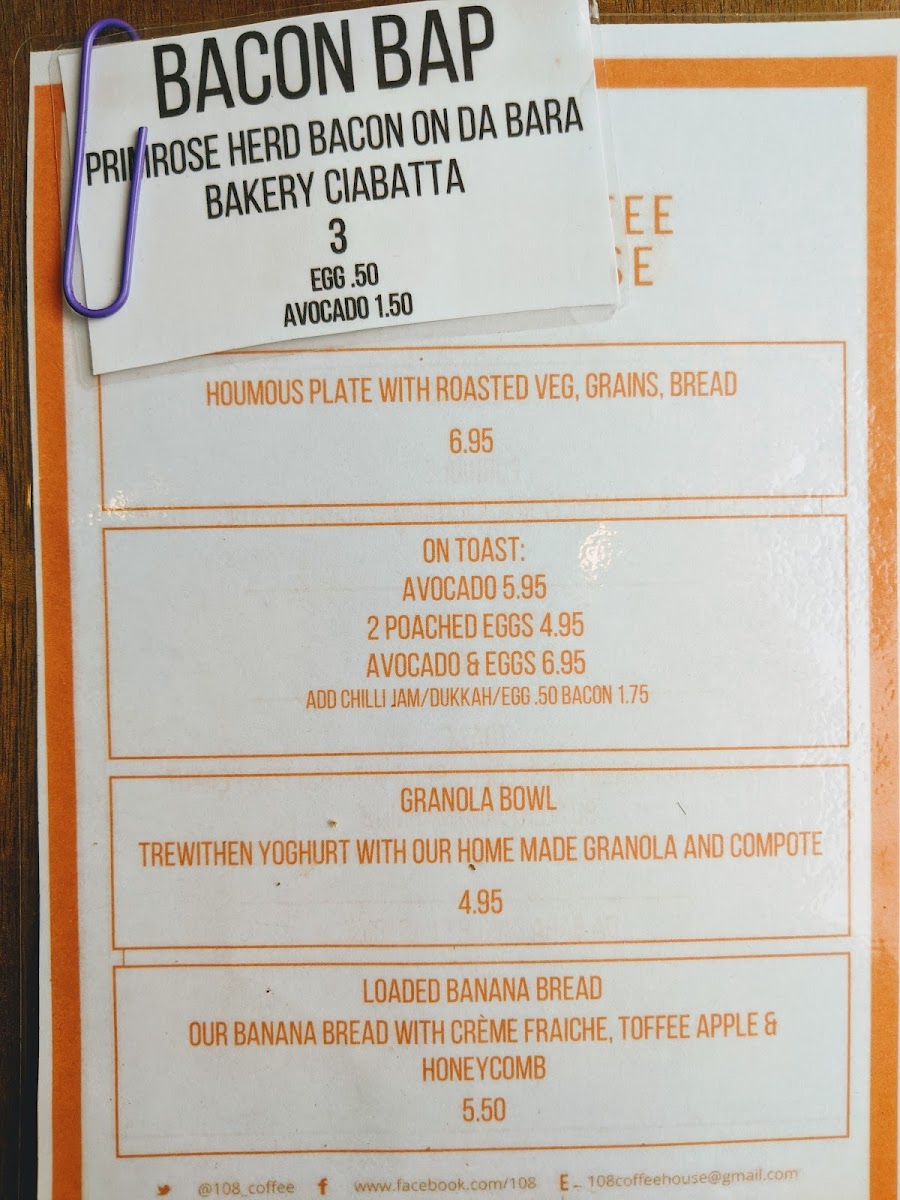 BACON BAP
PRIMROSE HERD BACON ON DA BARA
BAKERY CIABATTA
3
EGG .50
AVOCADO 1.50
HOUMOUS PLATE WITH ROASTED VEG, GRAINS, BREAD
6.95
ON TOAST:
AVOCADO 5.95
2 POACHED EGGS 4.95
AVOCADO & EGGS 6.95
ADD CHILLI JAM/DUKKAH/EGG .50 BACON 1.75
GRANOLA BOWL
TREWITHEN YOGHURT WITH OUR HOME MADE GRANOLA AND COMPOTE
4.95
LOADED BANANA BREAD
OUR BANANA BREAD WITH CRÈME FRAICHE, TOFFEE APPLE &
HONEYCOMB
5.50
@108_coffee www.facebook.com/108 E- 108coffeehouse@gmail.com